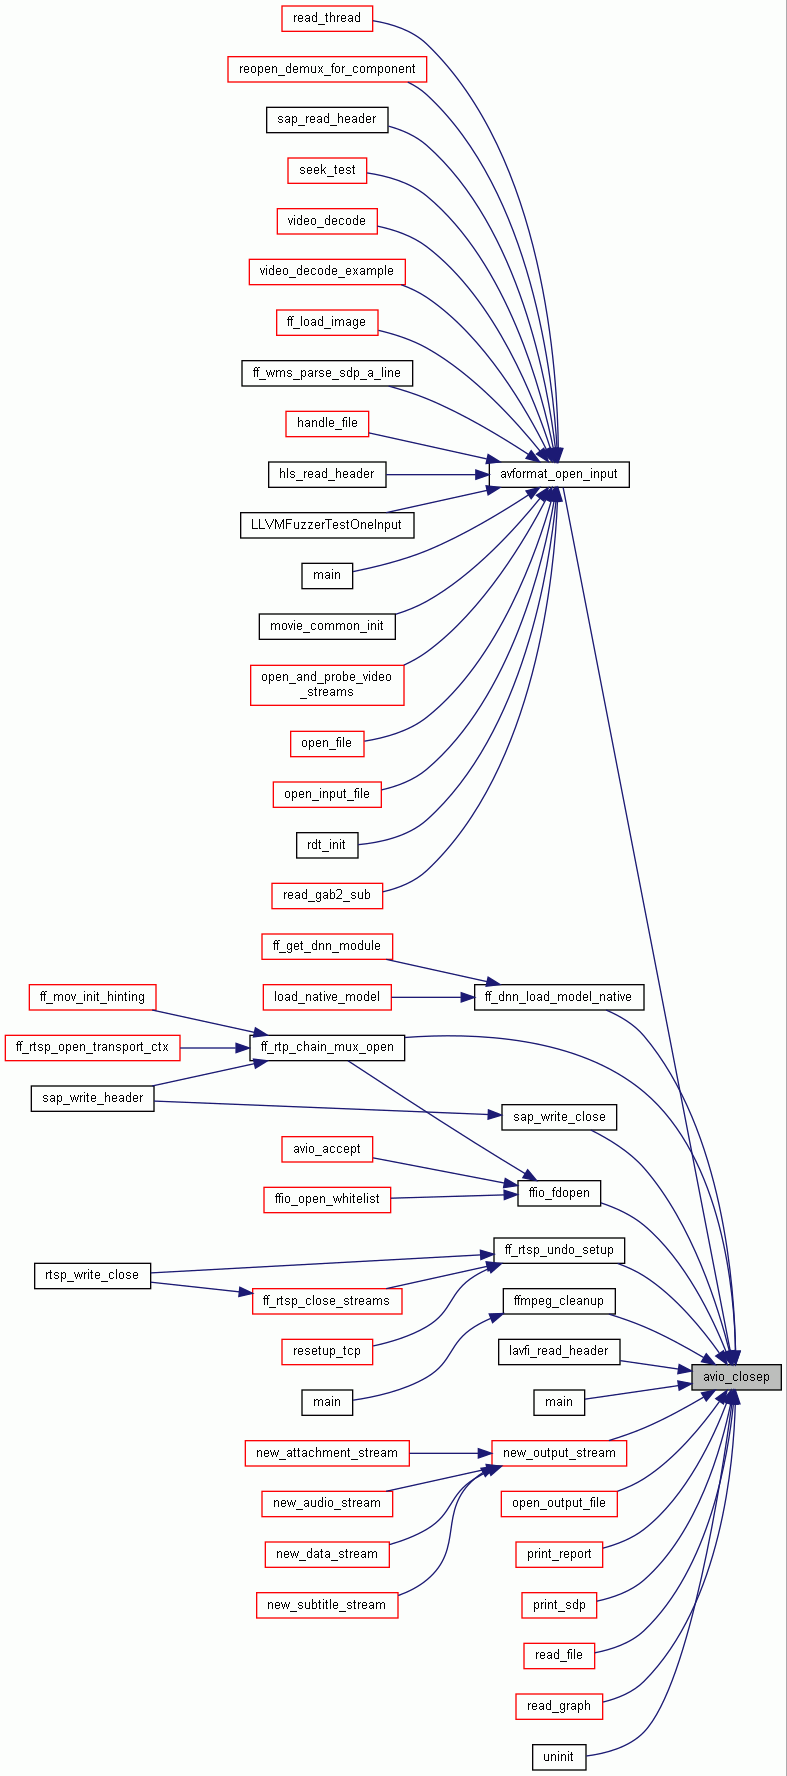 read_thread
reopen_demux_for_component
sap_read_header
seek_test
video_decode
video_decode_example
ff_load_image
ff_wms_parse_sdp_a_line
handle_file
hls_read_header
avformat_open_input
LLVMFuzzerTestOneInput
main
movie_common_init
open_and_probe_video
_streams
open_file
open_input_file
rdt_init
read_gab2_sub
ff_get_dnn_module
ff_mov_init_hinting
load_native_model
ff_dnn_load_model_native
ff_rtsp_open_transport_ctx
ff_rtp_chain_mux_open
sap_write_header
sap_write_close
avio_accept
ffio_open_whitelist
ffio_fdopen
ff_rtsp_undo_setup
rtsp_write_close
ff_rtsp_close_streams
ffmpeg_cleanup
resetup_tcp
lavfi_read_header
avio_closep
main
main
new_attachment_stream
new_output_stream
new_audio_stream
open_output_file
new_data_stream
print_report
new_subtitle_stream
print_sdp
read_file
read_graph
uninit